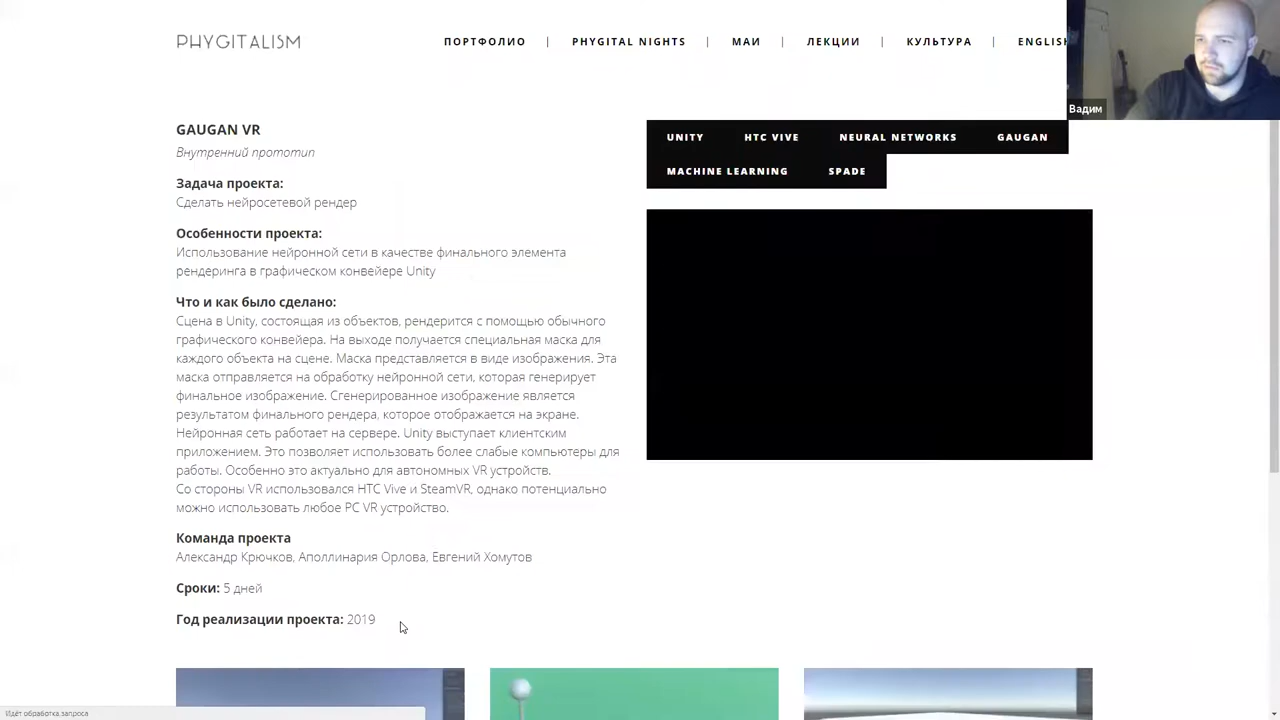 PHYGITALISM
ПОРТФОЛИО | PHYGITAL NIGHTS | МАИ | ЛЕКЦИИ | КУЛЬТУРА | ENGLISH
Вадим
GAUGAN VR
Внутренний прототип
Задача проекта:
Сделать нейросетевой рендер
Особенности проекта:
Использование нейронной сети в качестве финального элемента
рендеринга в графическом конвейере Unity
Что и как было сделано:
Сцена в Unity, состоящая из объектов, рендерится с помощью обычного
графического конвейера. На выходе получается специальная маска для
каждого объекта на сцене. Маска представляется в виде изображения. Эта
маска отправляется на обработку нейронной сети, которая генерирует
финальное изображение. Сгенерированное изображение является
результатом финального рендера, которое отображается на экране.
Нейронная сеть работает на сервере. Unity выступает клиентским
приложением. Это позволяет использовать более слабые компьютеры для
работы. Особенно это актуально для автономных VR устройств.
Со стороны VR использовался HTC Vive и SteamVR, однако потенциально
можно использовать любое PC VR устройство.
Команда проекта
Александр Крючков, Аполлинария Орлова, Евгений Хомутов
Сроки: 5 дней
Год реализации проекта: 2019
UNITY HTC VIVE NEURAL NETWORKS GAUGAN
MACHINE LEARNING SPADE
Идёт обработка запроса